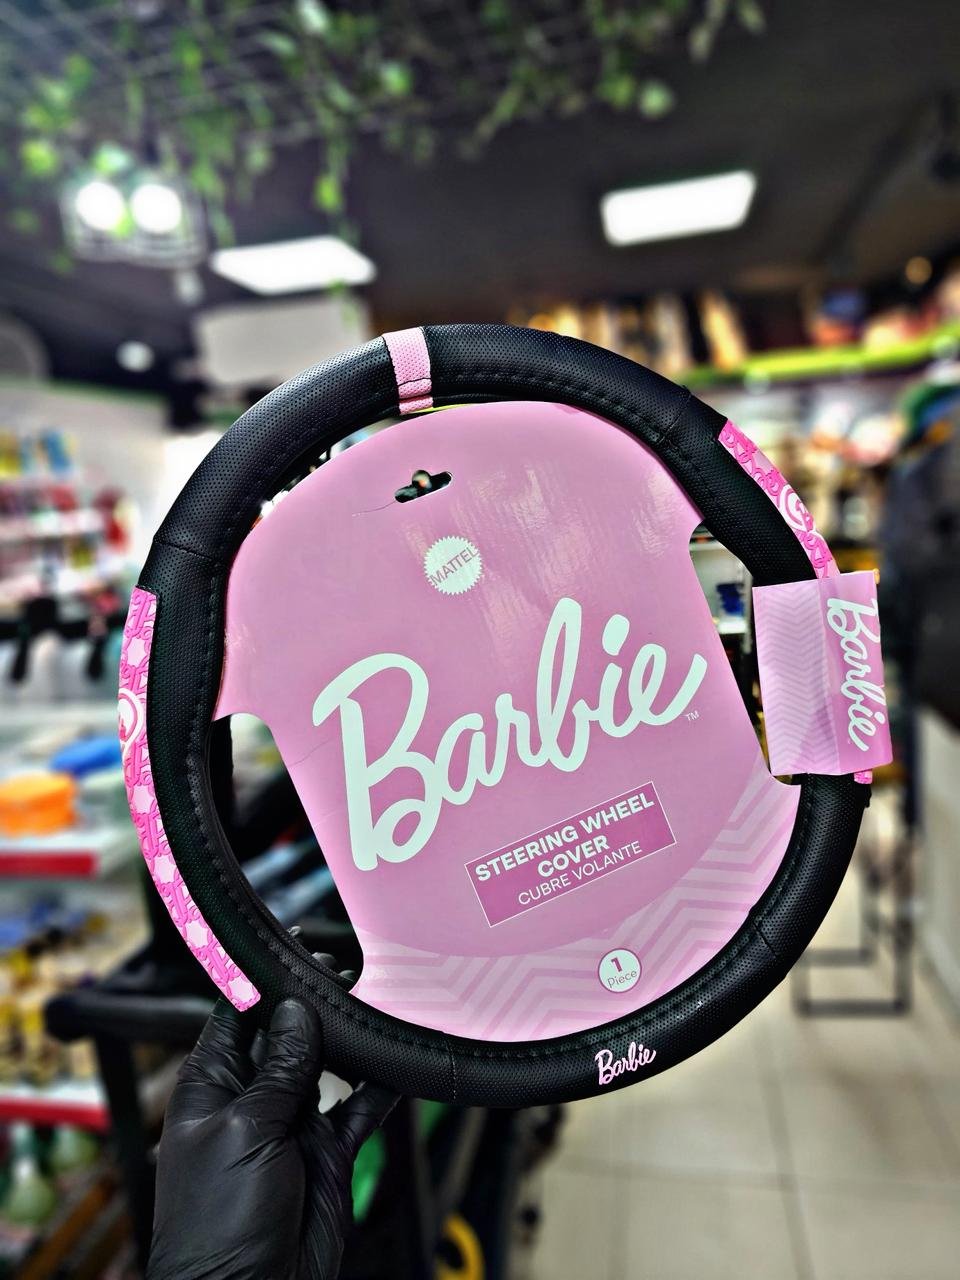 MATTEL
Barbie
TM
STEERING WHEEL
COVER
CUBRE VOLANTE
1
Piece
Barbie
Barbie